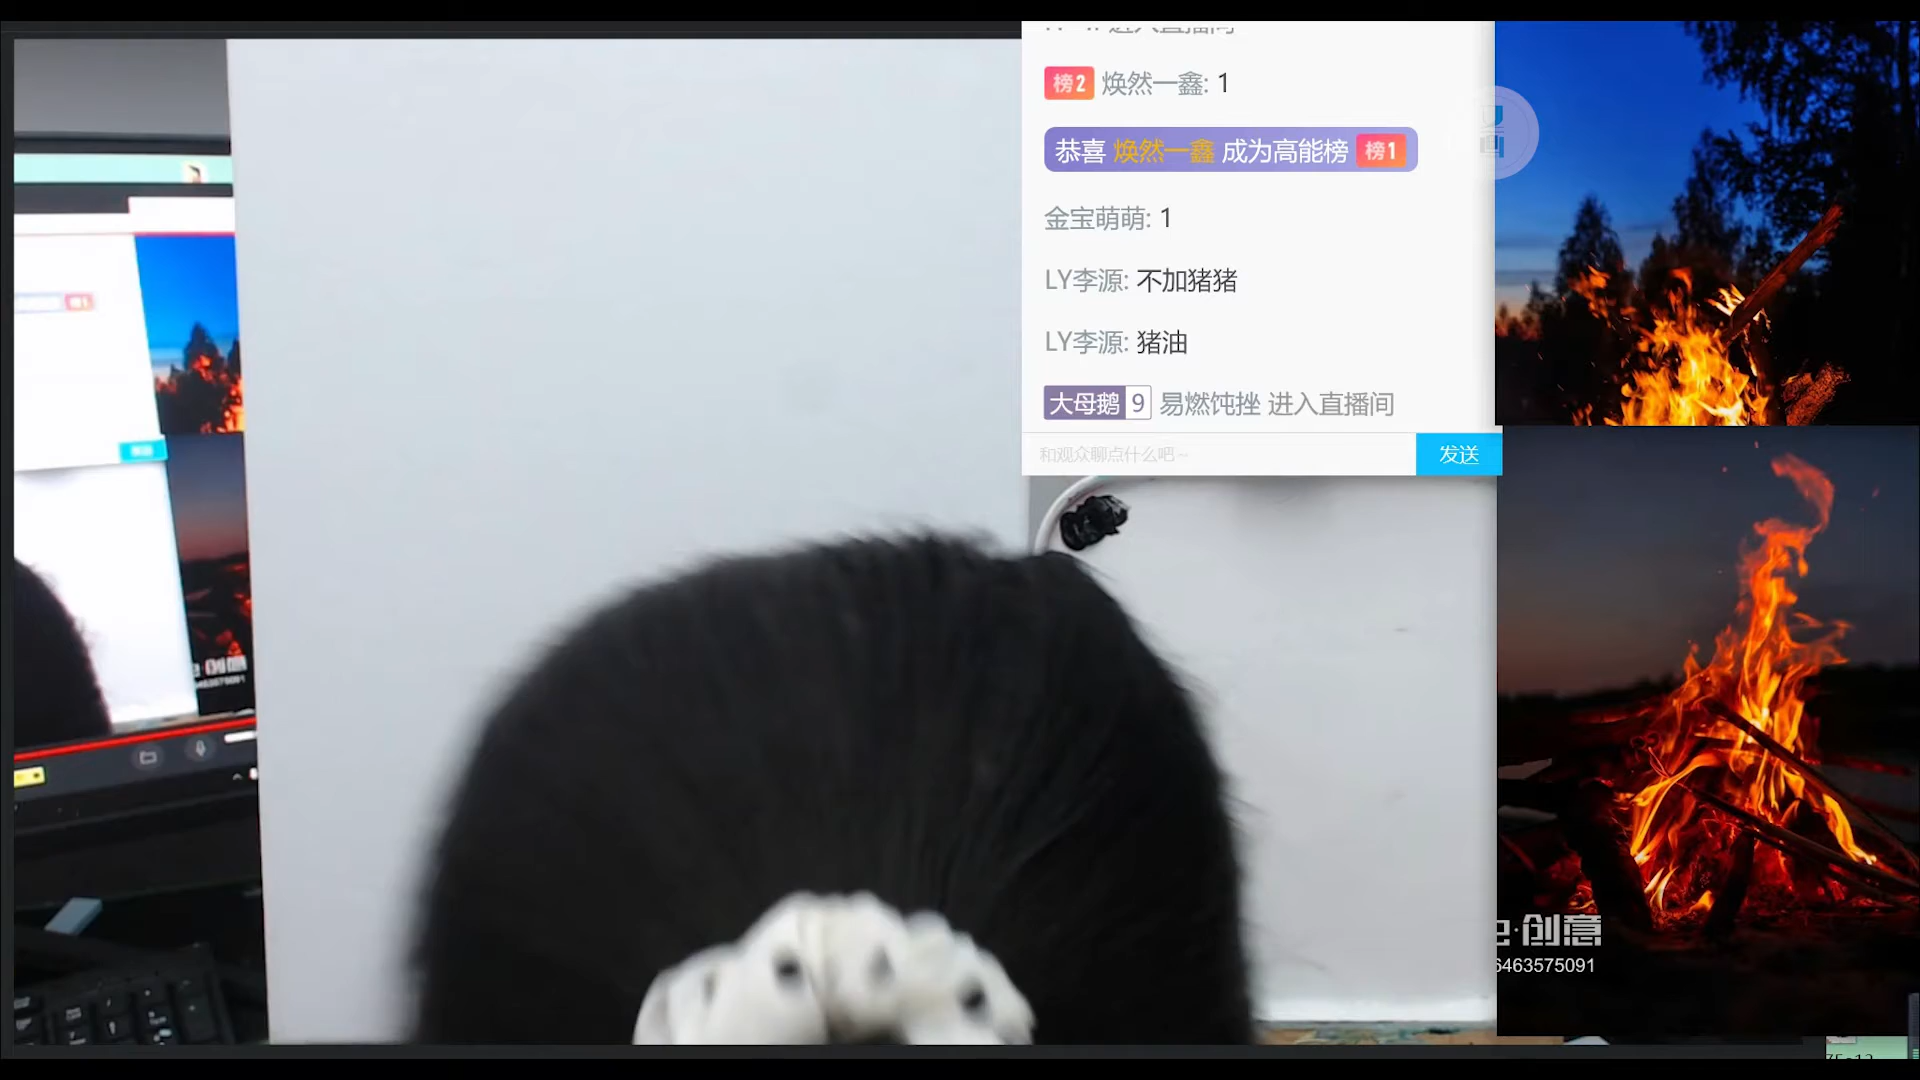 榜2 焕然一鑫: 1
恭喜 焕然一鑫 成为高能榜 榜1
金宝萌萌: 1
LY李源: 不加猪猪
LY李源: 猪油
大母鹅 9 易燃饨挫 进入直播间
和观众聊点什么吧~
发送
·创意
6463575091